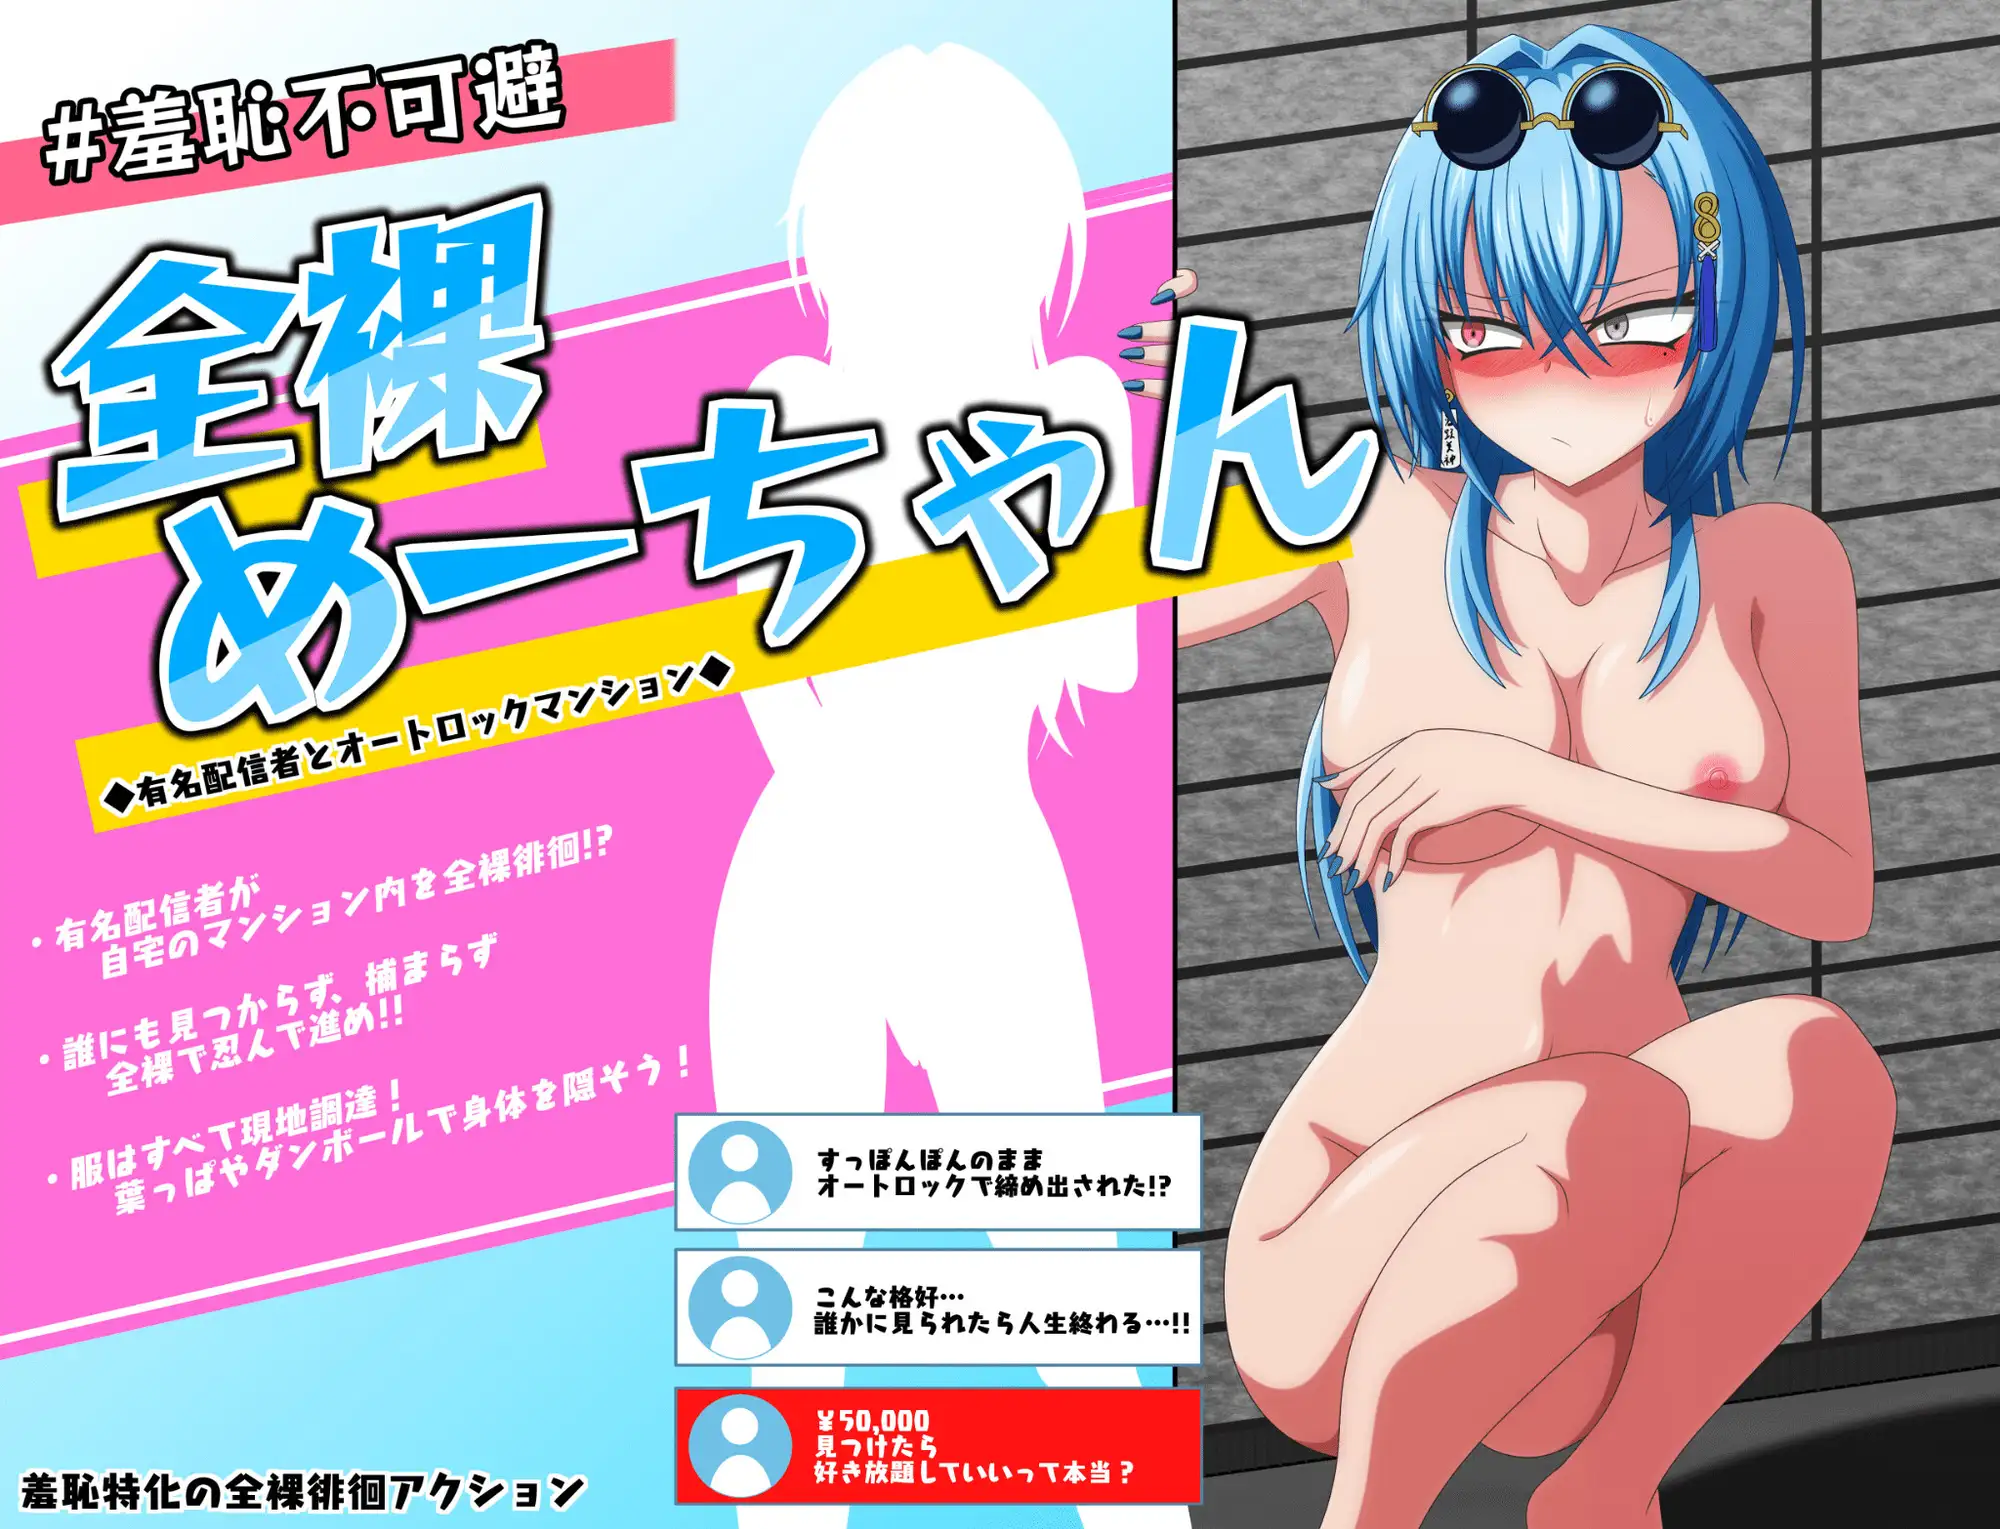 #羞恥不可避
全裸
めーちゃん
◆有名配信者とオートロックマンション◆
・有名配信者が
自宅のマンション内を全裸徘徊!?
・誰にも見つからず、捕まらず
全裸で忍んで進め!!
・服はすべて現地調達！
葉っぱやダンボールで身体を隠そう！
すっぽんぽんのまま
オートロックで締め出された!?
こんな格好…
誰かに見られたら人生終わる…!!
¥50,000
見つけたら
好き放題していいって本当？
羞恥特化の全裸徘徊アクション